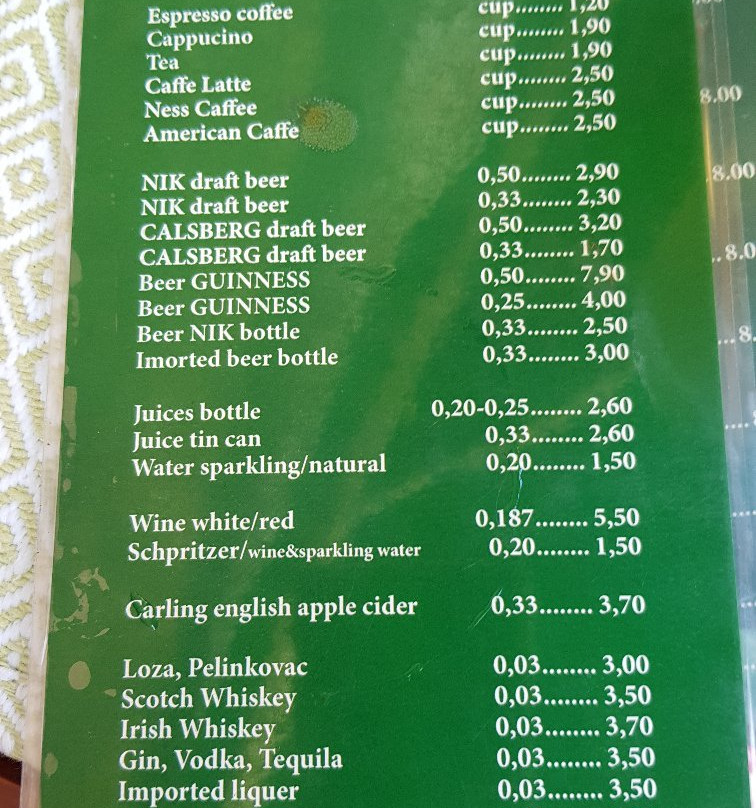 Espresso coffee cup........ 1,20
Cappucino cup........ 1,90
Tea cup........ 1,90
Caffe Latte cup........ 2,50
Ness Caffee cup........ 2,50
American Caffe cup........ 2,50
NIK draft beer 0,50........ 2,90
NIK draft beer 0,33........ 2,30
CALSBERG draft beer 0,50........ 3,20
CALSBERG draft beer 0,33........ 1,70
Beer GUINNESS 0,50........ 7,90
Beer GUINNESS 0,25........ 4,00
Beer NIK bottle 0,33........ 2,50
Imorted beer bottle 0,33........ 3,00
Juices bottle 0,20-0,25........ 2,60
Juice tin can 0,33........ 2,60
Water sparkling/natural 0,20........ 1,50
Wine white/red 0,187........ 5,50
Schpritzer/wine&sparkling water 0,20........ 1,50
Carling english apple cider 0,33........ 3,70
Loza, Pelinkovac 0,03........ 3,00
Scotch Whiskey 0,03........ 3,50
Irish Whiskey 0,03........ 3,70
Gin, Vodka, Tequila 0,03........ 3,50
Imported liquer 0,03........ 3,50
8.00
8.00
..8.0
...8.